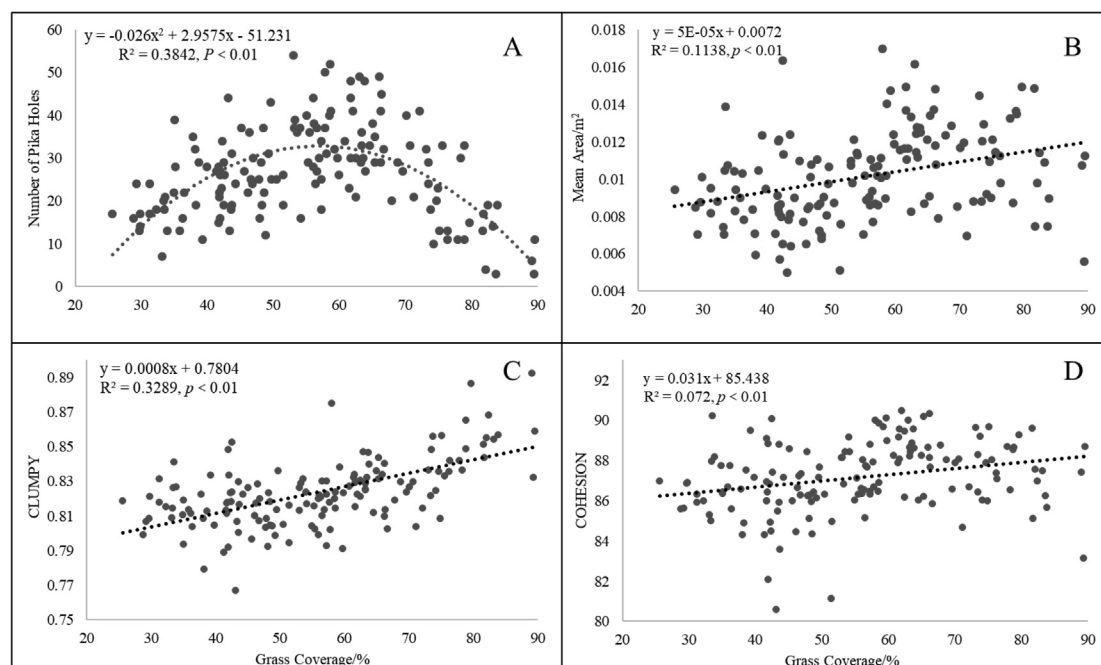 y = -0.026x² + 2.9575x - 51.231
R² = 0.3842, P < 0.01
A
Number of Pika Holes
60
50
40
30
20
10
0
20 30 40 50 60 70 80 90
y = 5E-05x + 0.0072
R² = 0.1138, p < 0.01
B
Mean Area/m²
0.018
0.016
0.014
0.012
0.01
0.008
0.006
0.004
20 30 40 50 60 70 80 90
y = 0.0008x + 0.7804
R² = 0.3289, p < 0.01
C
CLUMPY
0.89
0.87
0.85
0.83
0.81
0.79
0.77
0.75
20 30 40 50 60 70 80 90
Grass Coverage/%
y = 0.031x + 85.438
R² = 0.072, p < 0.01
D
COHESION
92
90
88
86
84
82
80
20 30 40 50 60 70 80 90
Grass Coverage/%